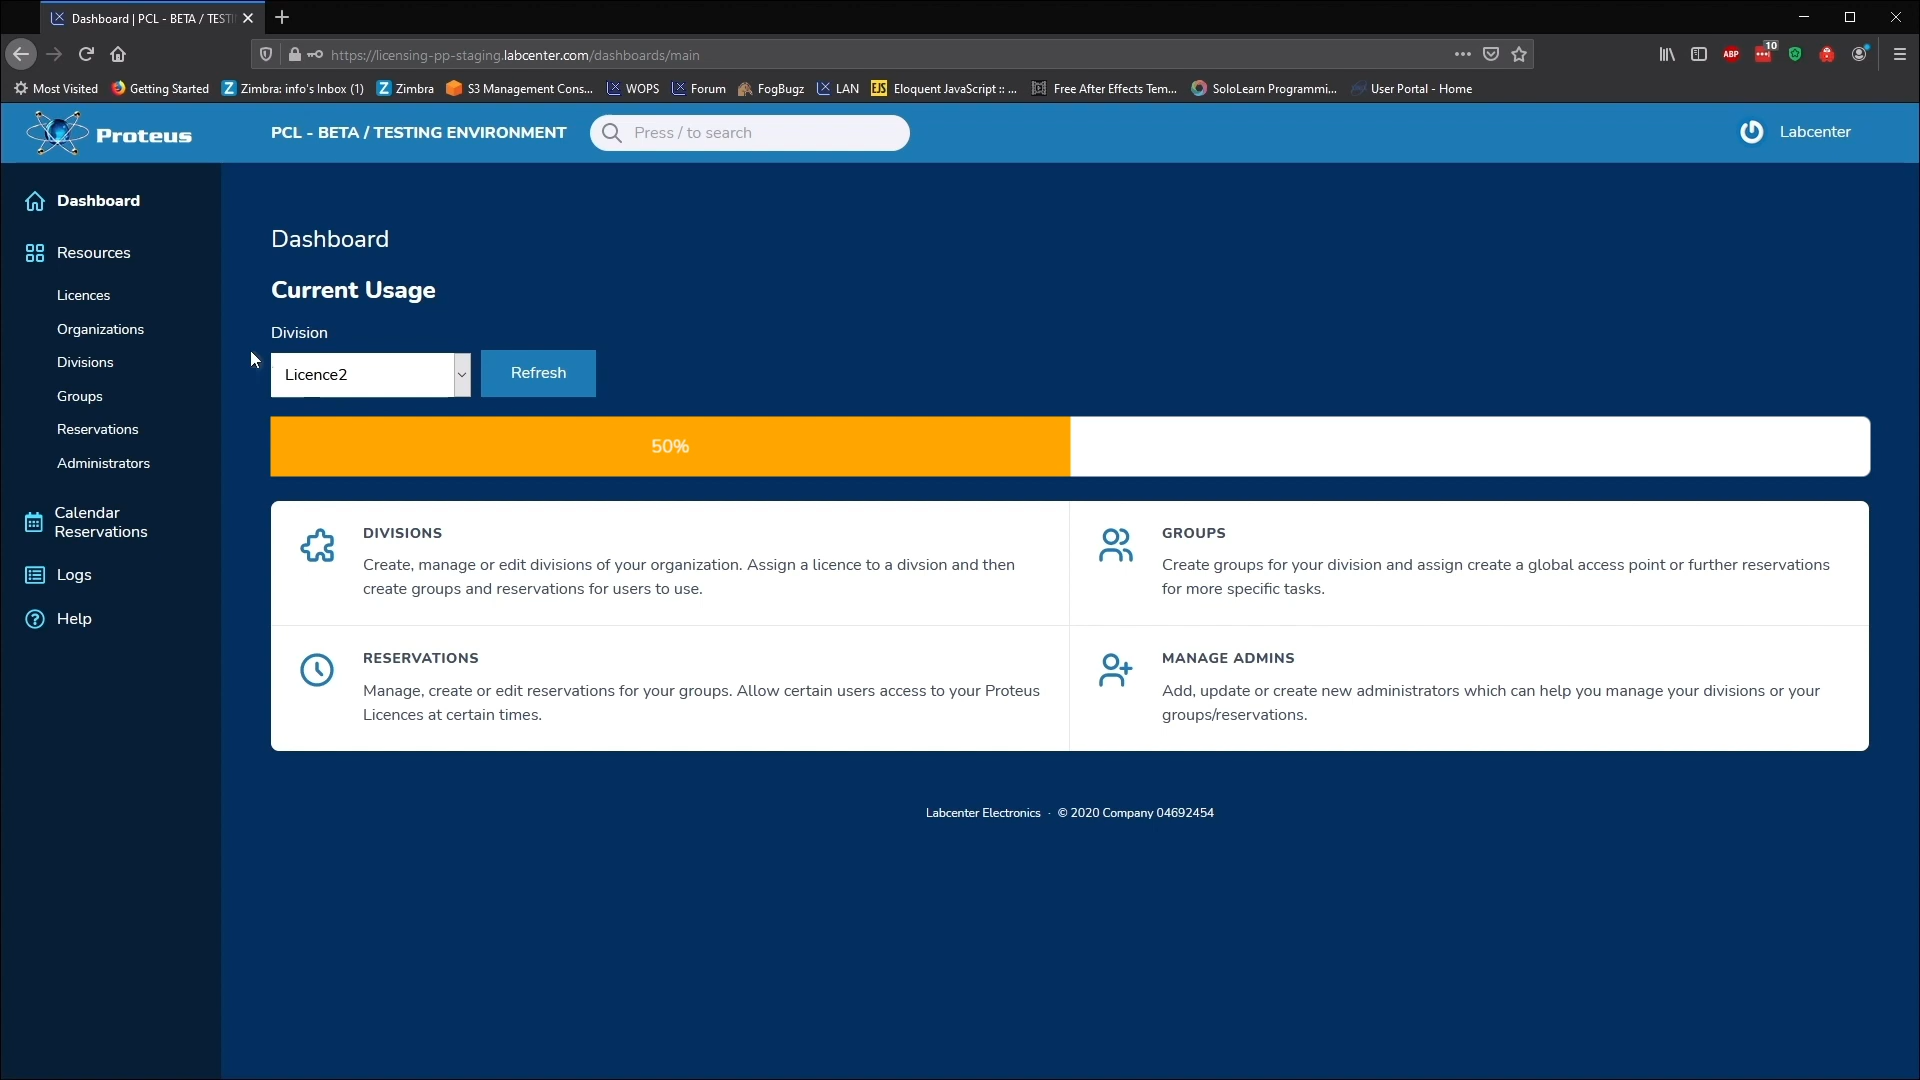 Dashboard | PCL - BETA / TESTI
https://licensing-pp-staging.labcenter.com/dashboards/main
ABP
10
Most Visited
Getting Started
Zimbra: info's Inbox (1)
Zimbra
S3 Management Cons...
WOPS
Forum
FogBugz
LAN
EJS
Eloquent JavaScript :: ...
Free After Effects Tem...
SoloLearn Programmi...
User Portal - Home
Proteus
PCL - BETA / TESTING ENVIRONMENT
Press / to search
Labcenter
Dashboard
Resources
Licences
Organizations
Divisions
Groups
Reservations
Administrators
Calendar
Reservations
Logs
Help
Dashboard
Current Usage
Division
Licence2
Refresh
50%
DIVISIONS
Create, manage or edit divisions of your organization. Assign a licence to a divsion and then
create groups and reservations for users to use.
GROUPS
Create groups for your division and assign create a global access point or further reservations
for more specific tasks.
RESERVATIONS
Manage, create or edit reservations for your groups. Allow certain users access to your Proteus
Licences at certain times.
MANAGE ADMINS
Add, update or create new administrators which can help you manage your divisions or your
groups/reservations.
Labcenter Electronics · © 2020 Company 04692454